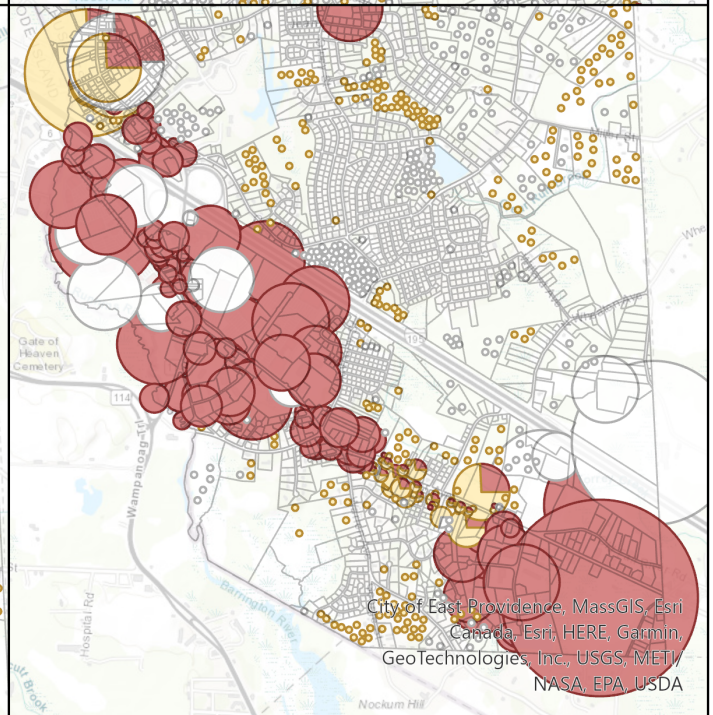 6
195
Gate of
Heaven
Cemetery
114
Wampanoag Trl
Hospital Rd
Barrington River
Nockum Hill
City of East Providence, MassGIS, Esri
Canada, Esri, HERE, Garmin,
GeoTechnologies, Inc., USGS, METI/
NASA, EPA, USDA